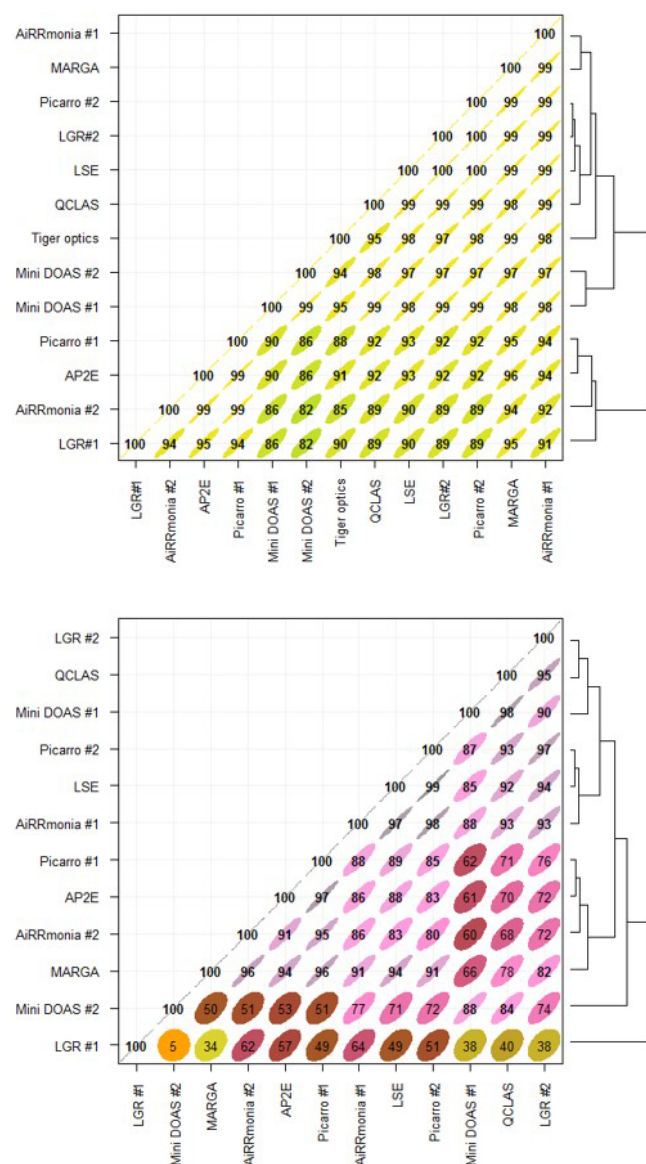 AiRRmonia #1 100
MARGA 100 99
Picarro #2 100 99 99
LGR#2 100 100 99 99
LSE 100 100 100 99 99
QCLAS 100 99 99 99 98 99
Tiger optics 100 95 98 97 98 99 98
Mini DOAS #2 100 94 98 97 97 97 97 97
Mini DOAS #1 100 99 95 99 98 99 99 98 98
Picarro #1 100 90 86 88 92 93 92 92 95 94
AP2E 100 99 90 86 91 92 93 92 92 96 94
AiRRmonia #2 100 99 99 86 82 85 89 90 89 89 94 92
LGR#1 100 94 95 94 86 82 90 89 90 89 89 95 91
LGR#1 AiRRmonia #2 AP2E Picarro #1 Mini DOAS #1 Mini DOAS #2 Tiger optics QCLAS LSE LGR#2 Picarro #2 MARGA AiRRmonia #1
LGR #2 100
QCLAS 100 95
Mini DOAS #1 100 98 90
Picarro #2 100 87 93 97
LSE 100 99 85 92 94
AiRRmonia #1 100 97 98 88 93 93
Picarro #1 100 88 89 85 62 71 76
AP2E 100 97 86 88 83 61 70 72
AiRRmonia #2 100 91 95 86 83 80 60 68 72
MARGA 100 96 94 96 91 94 91 66 78 82
Mini DOAS #2 100 50 51 53 51 77 71 72 88 84 74
LGR #1 100 5 34 62 57 49 64 49 51 38 40 38
LGR #1 Mini DOAS #2 MARGA AiRRmonia #2 AP2E Picarro #1 AiRRmonia #1 LSE Picarro #2 Mini DOAS #1 QCLAS LGR #2